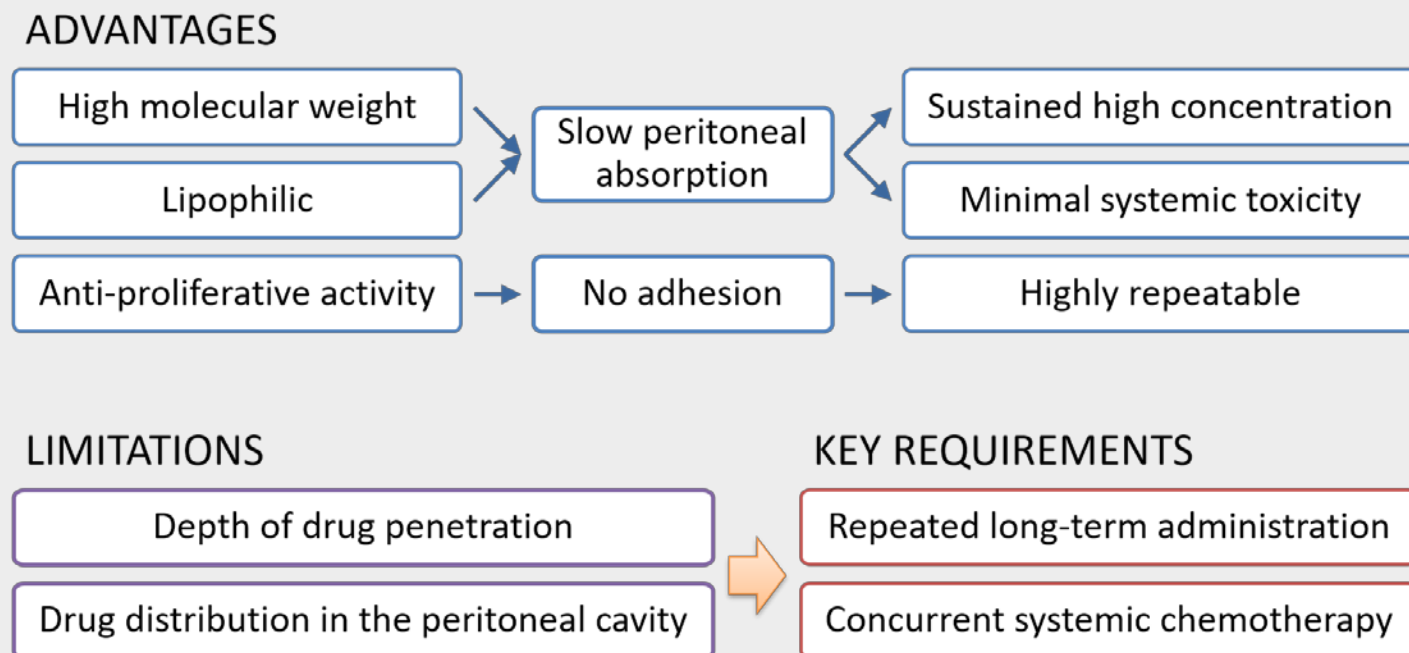 ADVANTAGES
High molecular weight
Lipophilic
Anti-proliferative activity
Slow peritoneal
absorption
No adhesion
Sustained high concentration
Minimal systemic toxicity
Highly repeatable
LIMITATIONS
Depth of drug penetration
Drug distribution in the peritoneal cavity
KEY REQUIREMENTS
Repeated long-term administration
Concurrent systemic chemotherapy